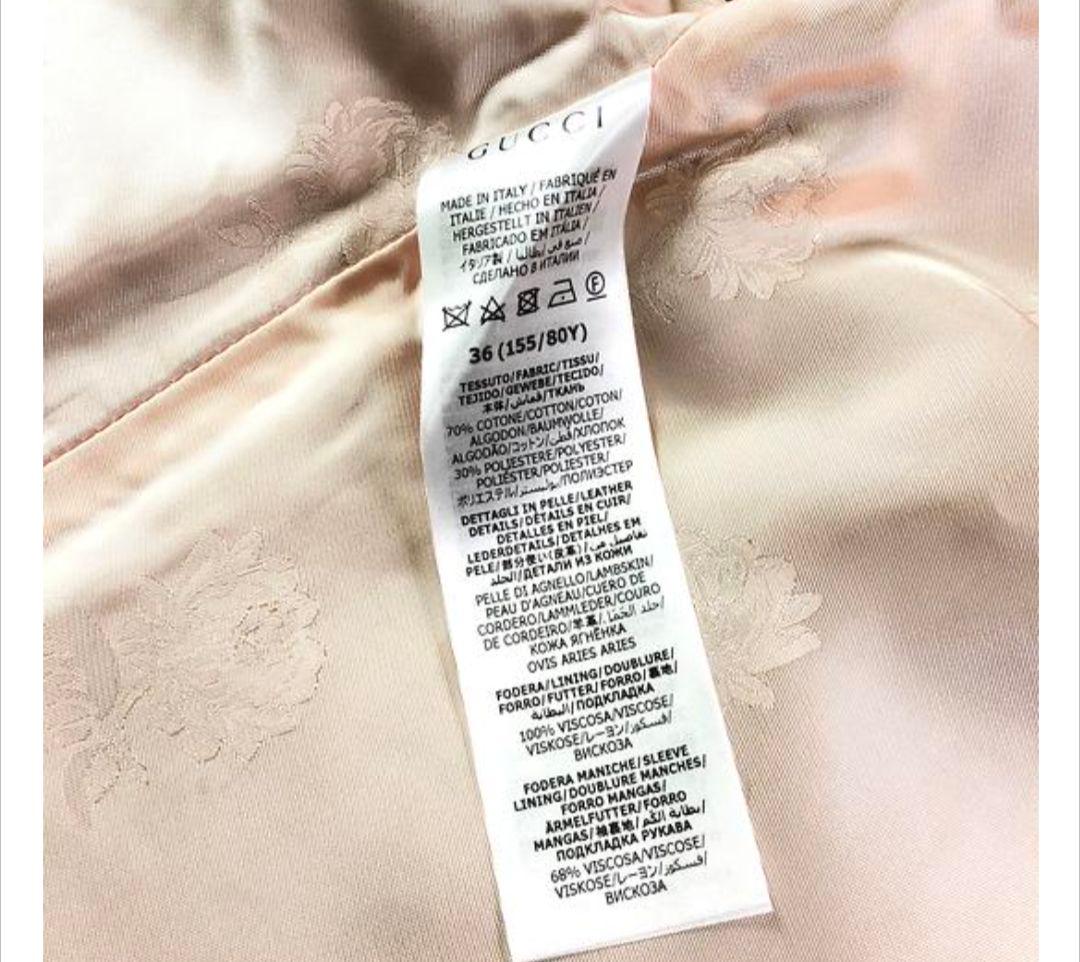 GUCCI
MADE IN ITALY / FABRIQUÉ EN
ITALIE / HECHO EN ITALIA /
HERGESTELLT IN ITALIEN /
FABRICADO EM ITÁLIA /
イタリア製 / صنع في إيطاليا /
СДЕЛАНО В ИТАЛИИ
F
36 (155/80Y)
TESSUTO/FABRIC/TISSU/
TEJIDO/GEWEBE/TECIDO/
本体/قماش/ТКАНЬ
70% COTONE/COTTON/COTON/
ALGODON/BAUMWOLLE/
ALGODÃO/コットン/قطن/ХЛОПОК
30% POLIESTERE/POLYESTER/
POLIÉSTER/POLIESTER/
ポリエステル/بوليستر/ПОЛИЭСТЕР
DETTAGLI IN PELLE/LEATHER
DETAILS/DÉTAILS EN CUIR/
DETALLES EN PIEL/
LEDERDETAILS/DETALHES EM
PELE/部分使い(皮革)/تفاصيل من
الجلد/ДЕТАЛИ ИЗ КОЖИ
PELLE DI AGNELLO/LAMBSKIN/
PEAU D'AGNEAU/CUERO DE
CORDERO/LAMMLEDER/COURO
DE CORDEIRO/羊革/جلد الحمل/
КОЖА ЯГНЁНКА
OVIS ARIES ARIES
FODERA/LINING/DOUBLURE/
FORRO/FUTTER/FORRO/裏地/
البطانة/ПОДКЛАДКА
100% VISCOSA/VISCOSE/
VISKOSE/レーヨン/فسكوز/
ВИСКОЗА
FODERA MANICHE/SLEEVE
LINING/DOUBLURE MANCHES/
FORRO MANGAS/
ÄRMELFUTTER/FORRO
MANGAS/袖裏地/بطانة الكم/
ПОДКЛАДКА РУКАВА
68% VISCOSA/VISCOSE/
VISKOSE/レーヨン/فسكوز/
ВИСКОЗА